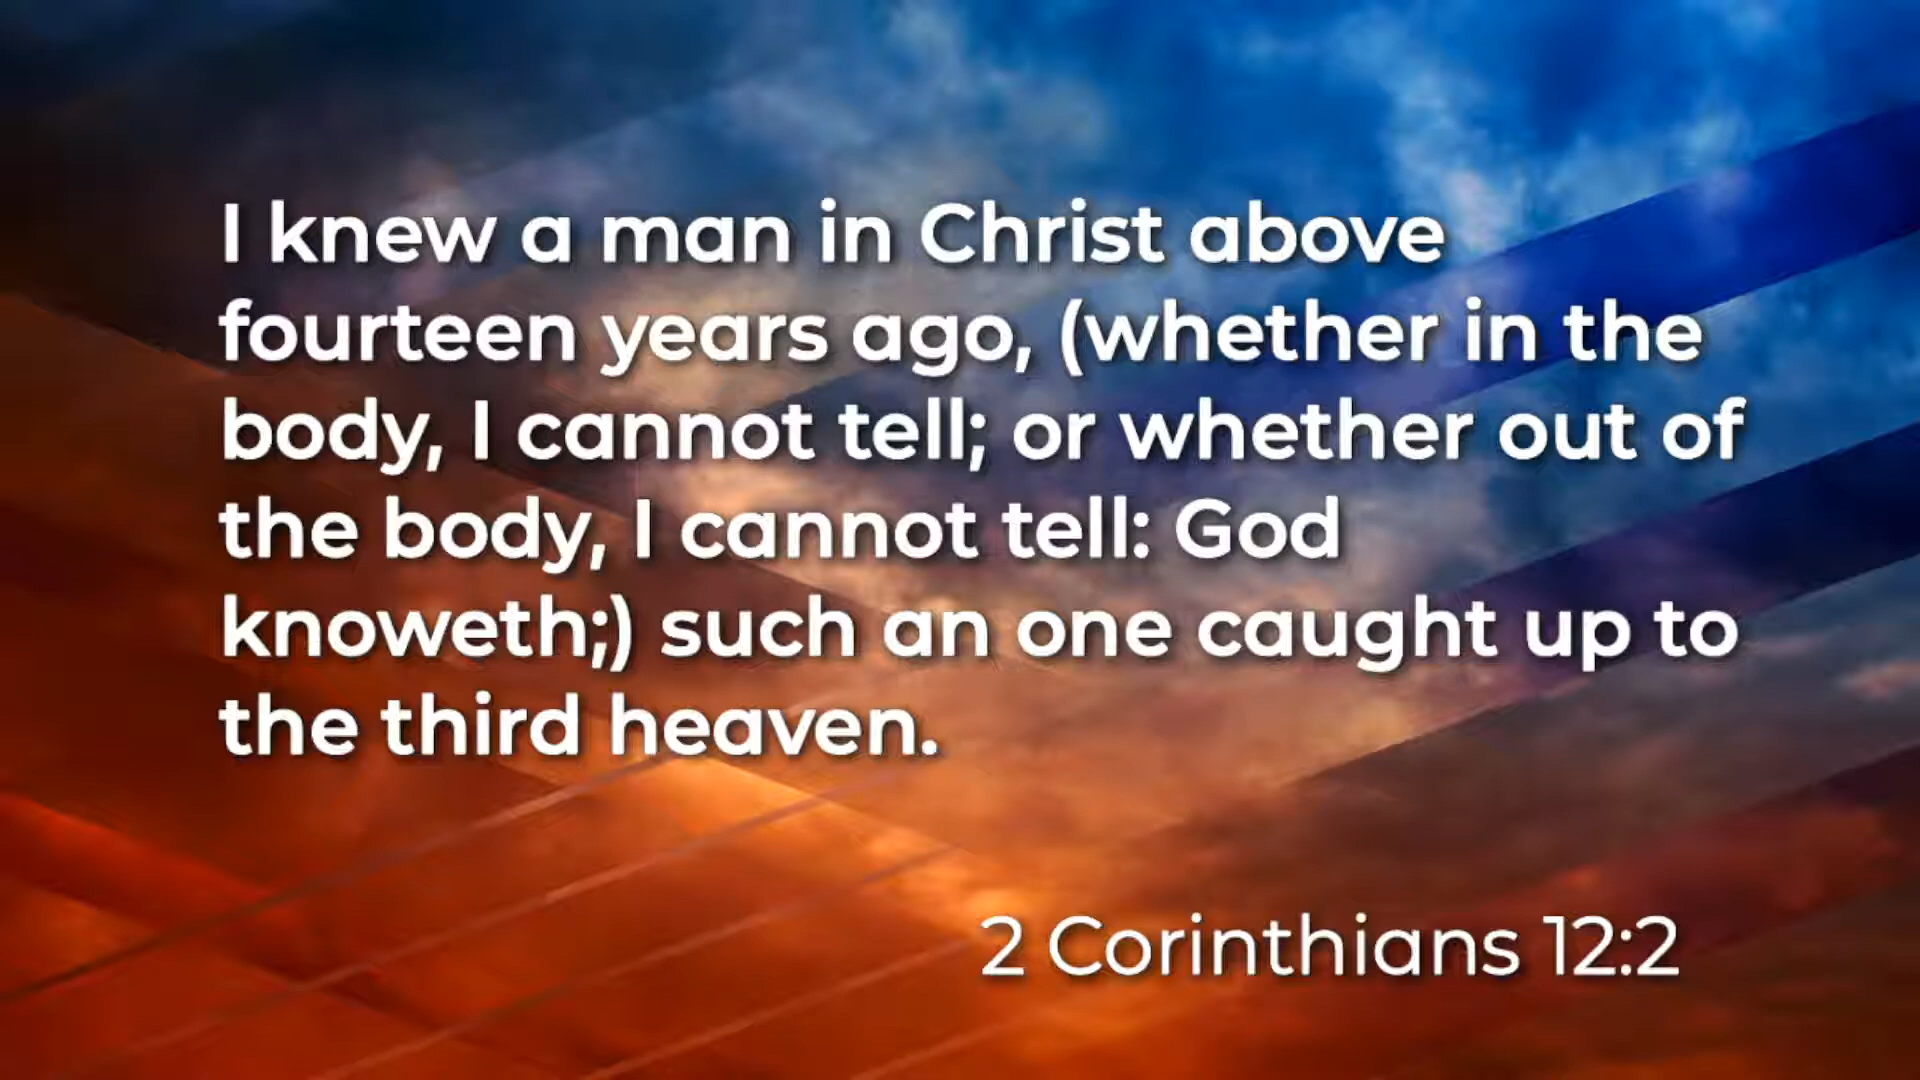 I knew a man in Christ above
fourteen years ago, (whether in the
body, I cannot tell; or whether out of
the body, I cannot tell: God
knoweth;) such an one caught up to
the third heaven.
2 Corinthians 12:2